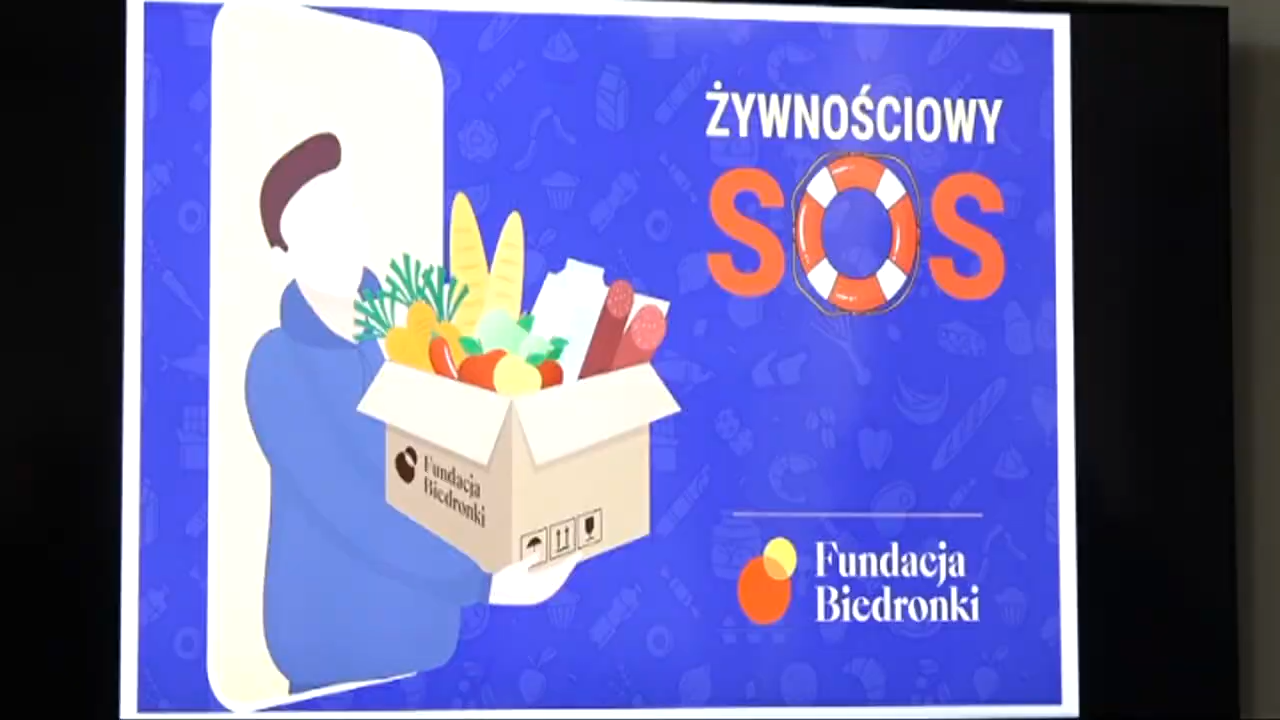 ŻYWNOŚCIOWY
SOS
Fundacja
Biedronki
Fundacja
Biedronki